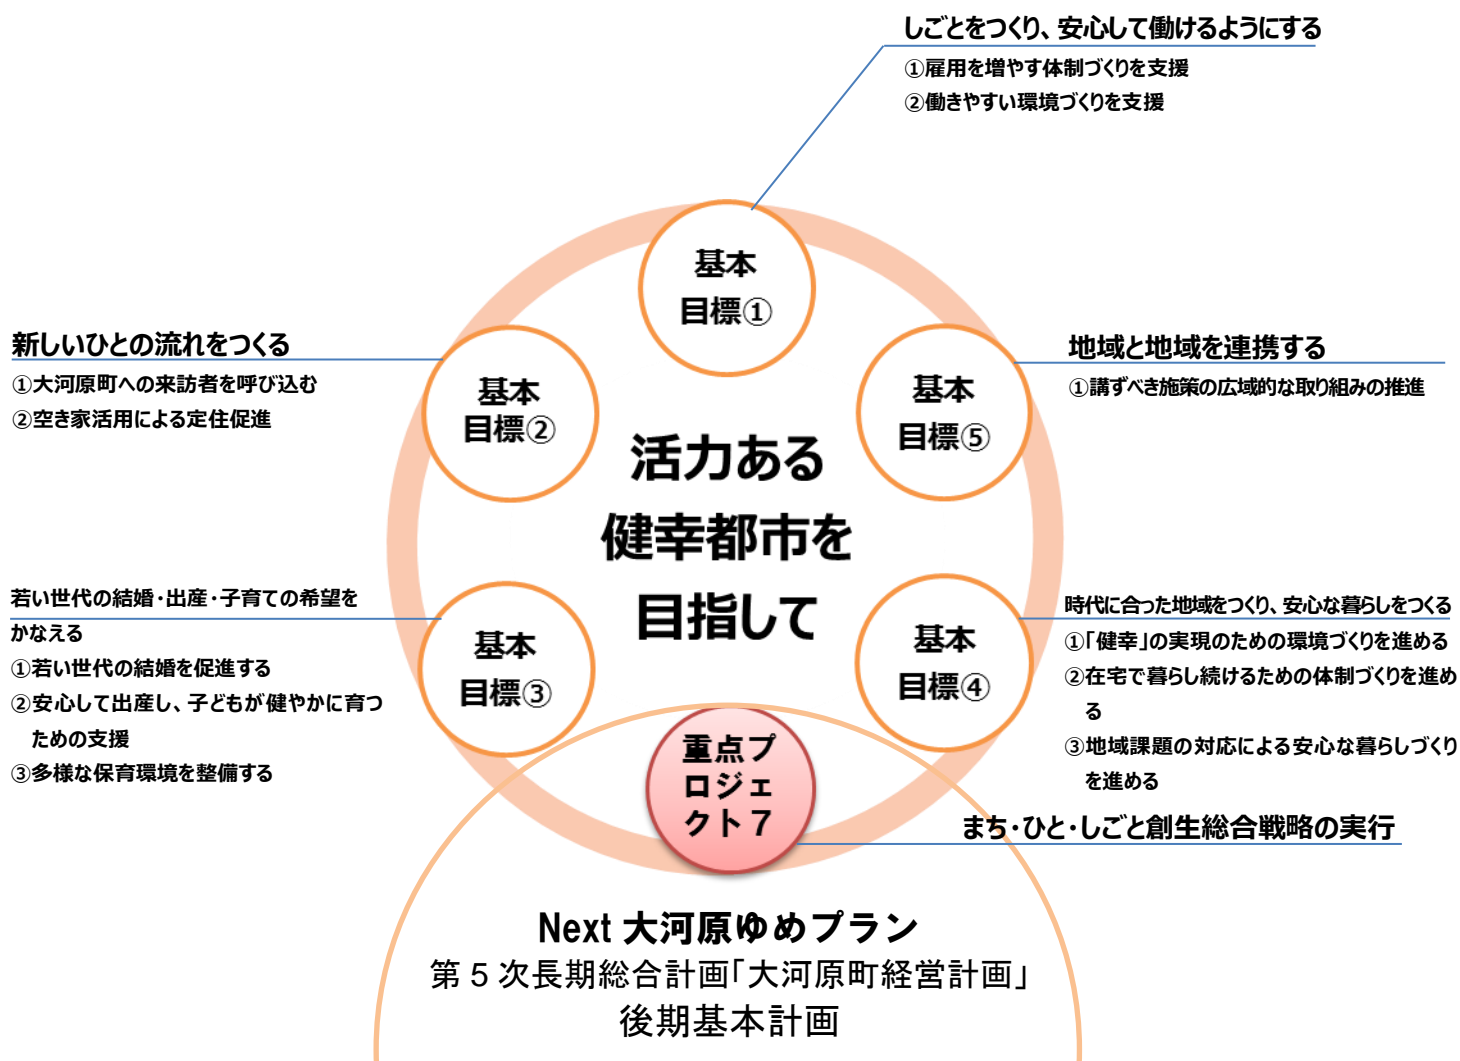 しごとをつくり、安心して働けるようにする
①雇用を増やす体制づくりを支援
②働きやすい環境づくりを支援
基本
目標①
新しいひとの流れをつくる
①大河原町への来訪者を呼び込む
②空き家活用による定住促進
基本
目標②
地域と地域を連携する
①講ずべき施策の広域的な取り組みの推進
基本
目標⑤
活力ある
健幸都市を
目指して
若い世代の結婚・出産・子育ての希望を
かなえる
①若い世代の結婚を促進する
②安心して出産し、子どもが健やかに育つ
ための支援
③多様な保育環境を整備する
基本
目標③
時代に合った地域をつくり、安心な暮らしをつくる
①「健幸」の実現のための環境づくりを進める
②在宅で暮らし続けるための体制づくりを進め
る
③地域課題の対応による安心な暮らしづくり
を進める
基本
目標④
重点プ
ロジェ
クト７
まち・ひと・しごと創生総合戦略の実行
Next 大河原ゆめプラン
第５次長期総合計画「大河原町経営計画」
後期基本計画